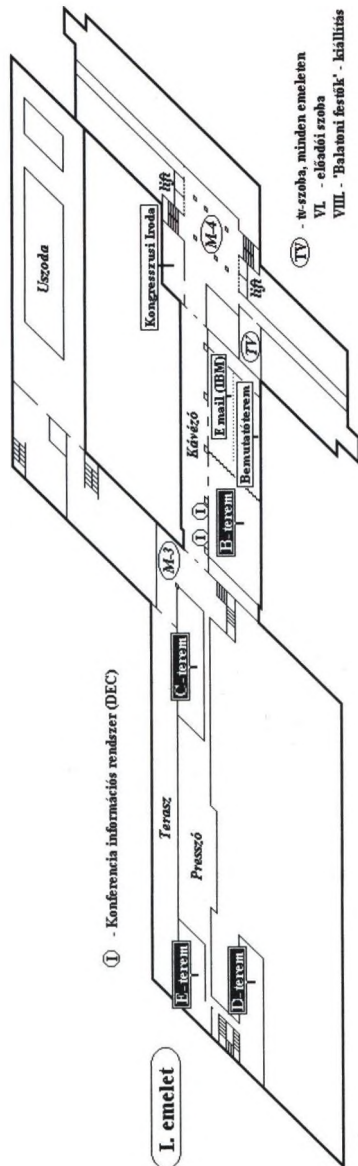 I. emelet
Ⓘ - Konferencia információs rendszer (DEC)
E-terem
D-terem
Terasz
Presszó
C-terem
M-3
I
I
B-terem
Kávézó
E mail (IBM)
Bemutatóterem
TV
Uszoda
Kongresszusi Iroda
lift
M-4
lift
TV - tv-szoba, minden emeleten
VI. - előadói szoba
VIII. - 'Balatoni festők' - kiállítás